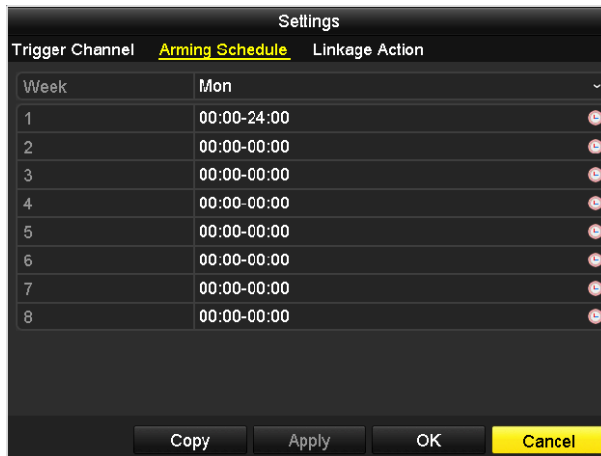 Settings
Trigger Channel Arming Schedule Linkage Action
Week Mon
1 00:00-24:00
2 00:00-00:00
3 00:00-00:00
4 00:00-00:00
5 00:00-00:00
6 00:00-00:00
7 00:00-00:00
8 00:00-00:00
Copy Apply OK Cancel